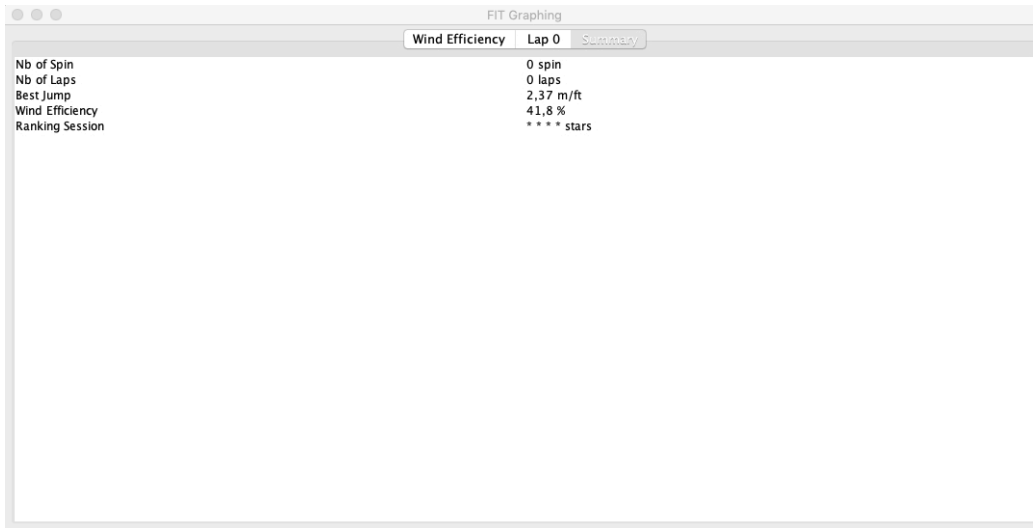 FIT Graphing
Wind Efficiency Lap 0 Summary
Nb of Spin 0 spin
Nb of Laps 0 laps
Best Jump 2,37 m/ft
Wind Efficiency 41,8 %
Ranking Session * * * * stars